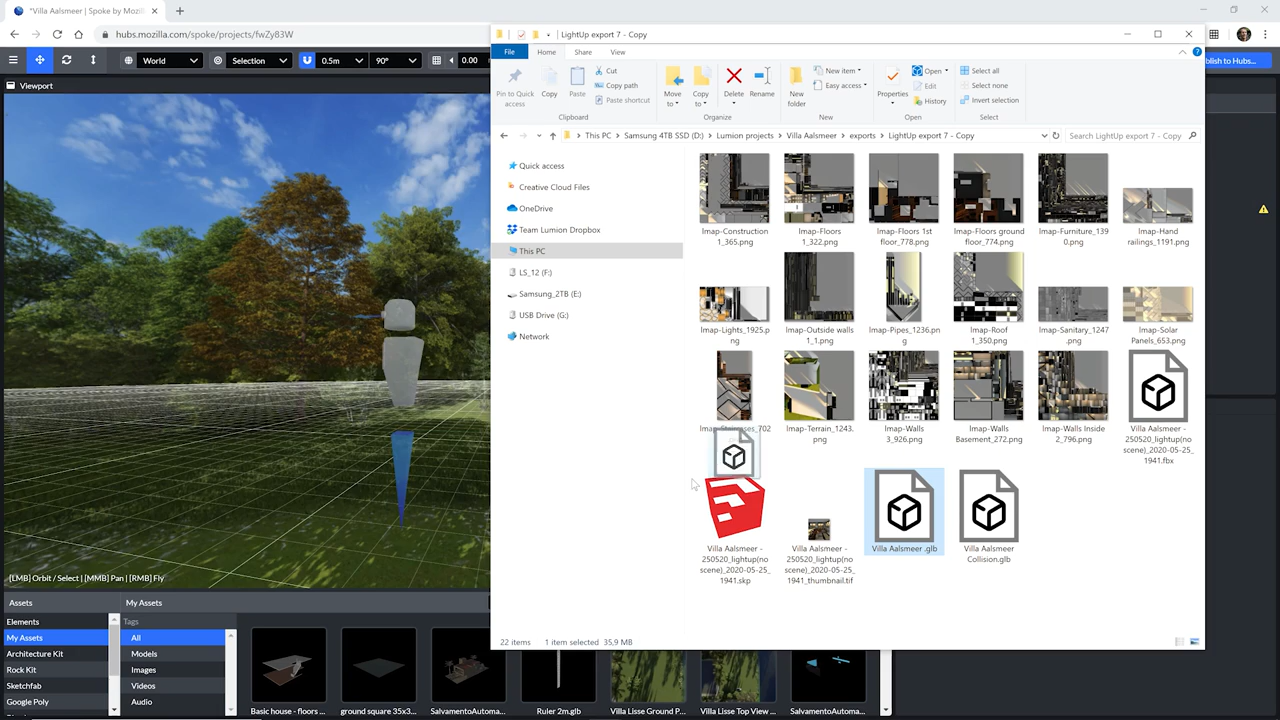 *Villa Aalsmeer | Spoke by Mozil
hubs.mozilla.com/spoke/projects/fwZy83W
World
Selection
0.5m
90°
0.00
Publish to Hubs...
Viewport
[LMB] Orbit / Select | [MMB] Pan | [RMB] Fly
LightUp export 7 - Copy
File
Home
Share
View
Pin to Quick
access
Copy
Paste
Cut
Copy path
Paste shortcut
Clipboard
Move
to
Copy
to
Delete
Rename
Organize
New
folder
New item
Easy access
New
Properties
Open
Edit
History
Open
Select all
Select none
Invert selection
Select
This PC > Samsung 4TB SSD (D:) > Lumion projects > Villa Aalsmeer > exports > LightUp export 7 - Copy
Search LightUp export 7 - Copy
Quick access
Creative Cloud Files
OneDrive
Team Lumion Dropbox
This PC
LS_12 (F:)
Samsung_2TB (E:)
USB Drive (G:)
Network
lmap-Construction
1_365.png
lmap-Floors
1_322.png
lmap-Floors 1st
floor_778.png
lmap-Floors ground
floor_774.png
lmap-Furniture_139
0.png
lmap-Hand
railings_1191.png
lmap-Lights_1925.p
ng
lmap-Outside walls
1_1.png
lmap-Pipes_1236.pn
g
lmap-Roof
1_350.png
lmap-Sanitary_1247
.png
lmap-Solar
Panels_653.png
lmap-Staircases_702
lmap-Terrain_1243.
png
lmap-Walls
3_926.png
lmap-Walls
Basement_272.png
lmap-Walls Inside
2_796.png
Villa Aalsmeer -
250520_lightup(no
scene)_2020-05-25_
1941.fbx
Villa Aalsmeer -
250520_lightup(no
scene)_2020-05-25_
1941.skp
Villa Aalsmeer -
250520_lightup(no
scene)_2020-05-25_
1941_thumbnail.tif
Villa Aalsmeer .glb
Villa Aalsmeer
Collision.glb
22 items
1 item selected 35,9 MB
Assets
My Assets
Elements
My Assets
Architecture Kit
Rock Kit
Sketchfab
Google Poly
Tags
All
Models
Images
Videos
Audio
Basic house - floors ...
ground square 35x3...
SalvamentoAutoma...
Ruler 2m.glb
Villa Lisse Ground P...
Villa Lisse Top View ...
SalvamentoAutoma...